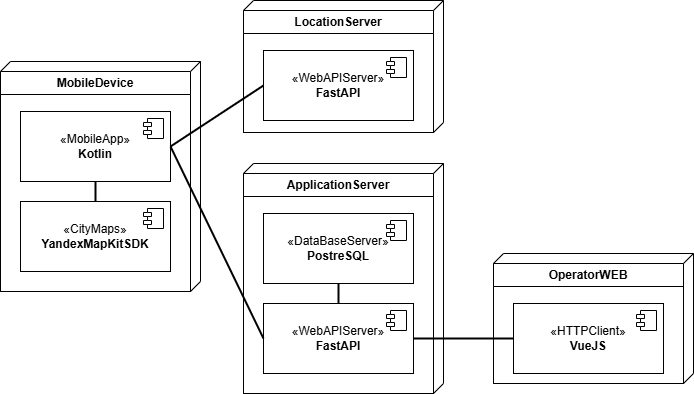 LocationServer
«WebAPIServer»
FastAPI
MobileDevice
«MobileApp»
Kotlin
«CityMaps»
YandexMapKitSDK
ApplicationServer
«DataBaseServer»
PostreSQL
«WebAPIServer»
FastAPI
OperatorWEB
«HTTPClient»
VueJS